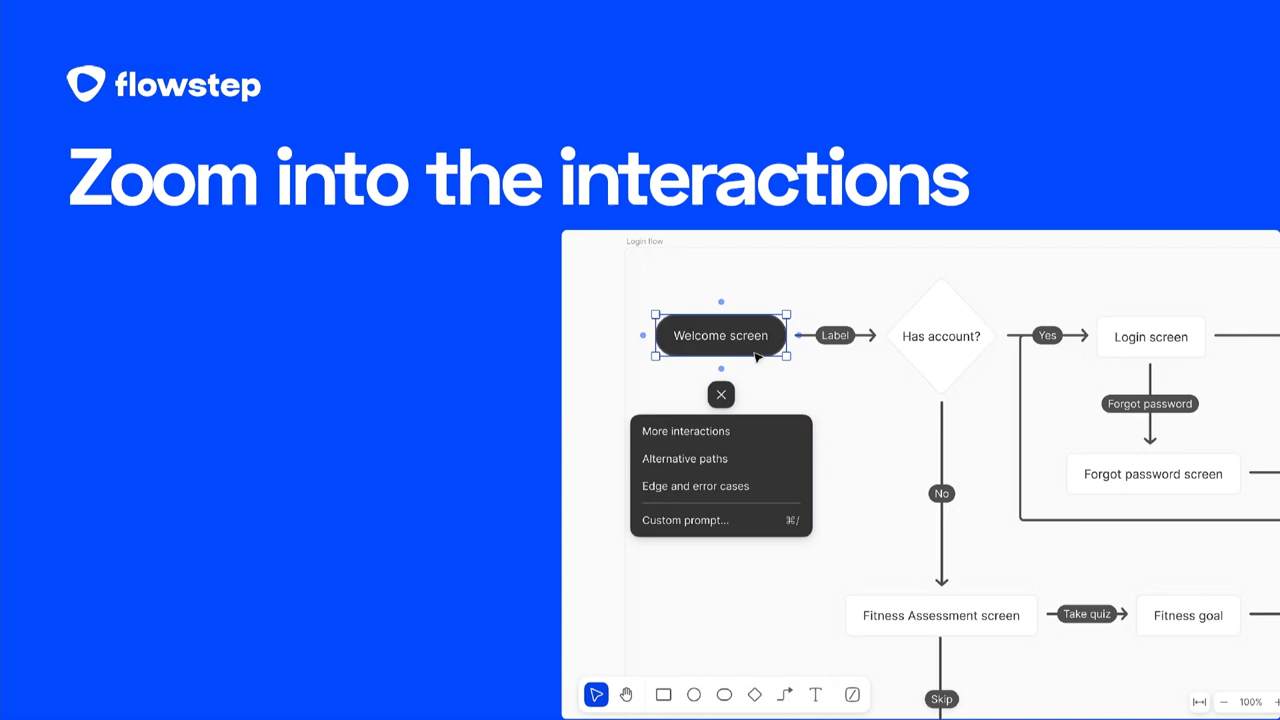 flowstep
Zoom into the interactions
Login flow
Welcome screen
Label
Has account?
Yes
Login screen
Forgot password
Forgot password screen
More interactions
Alternative paths
Edge and error cases
Custom prompt... ⌘/
No
Fitness Assessment screen
Take quiz
Fitness goal
Skip
T
100%